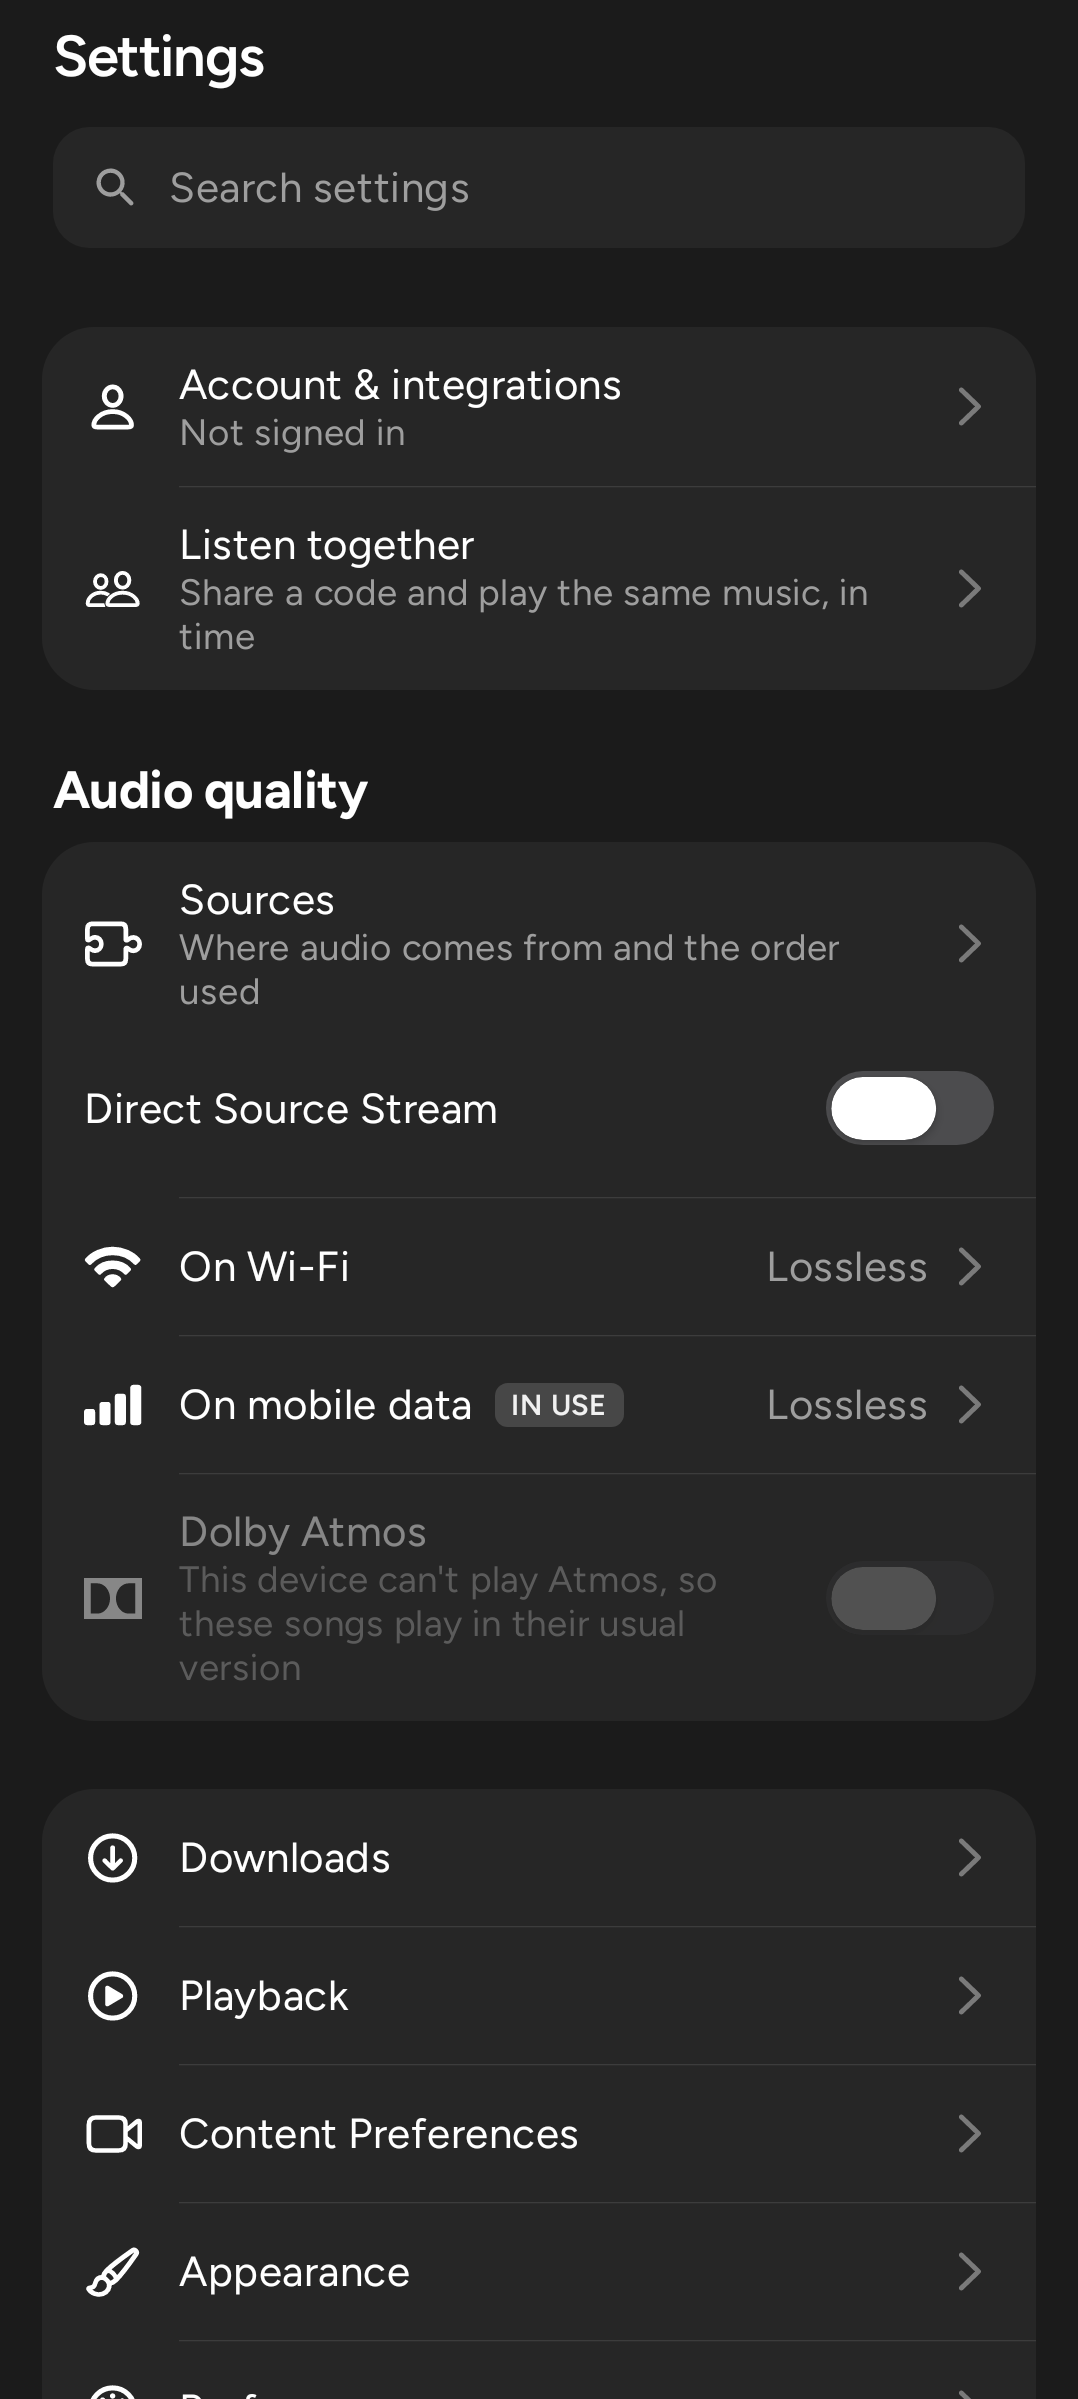 Settings
Search settings
Account & integrations
Not signed in
Listen together
Share a code and play the same music, in
time
Audio quality
Sources
Where audio comes from and the order
used
Direct Source Stream
On Wi-Fi Lossless
On mobile data IN USE Lossless
Dolby Atmos
This device can't play Atmos, so
these songs play in their usual
version
Downloads
Playback
Content Preferences
Appearance